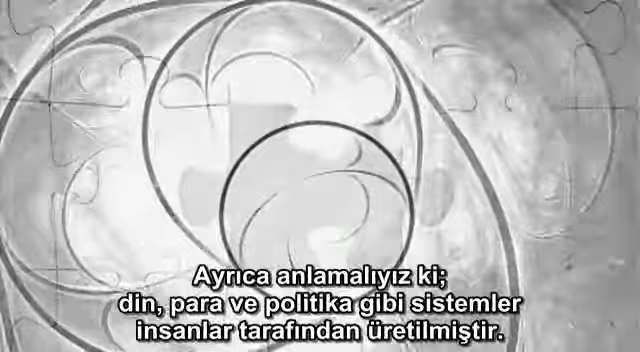 Ayrıca anlamalıyız ki;
din, para ve politika gibi sistemler
insanlar tarafından üretilmiştir.